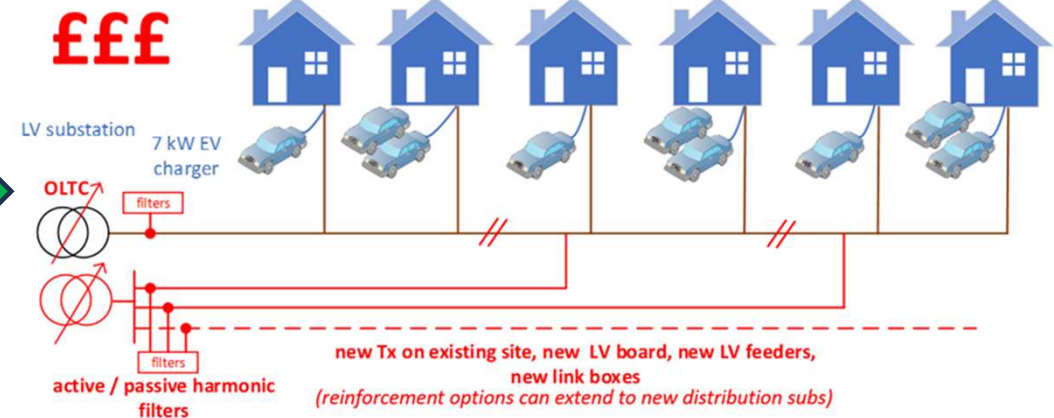 £££
LV substation
7 kW EV
charger
OLTC
filters
filters
active / passive harmonic
filters
new Tx on existing site, new LV board, new LV feeders,
new link boxes
(reinforcement options can extend to new distribution subs)